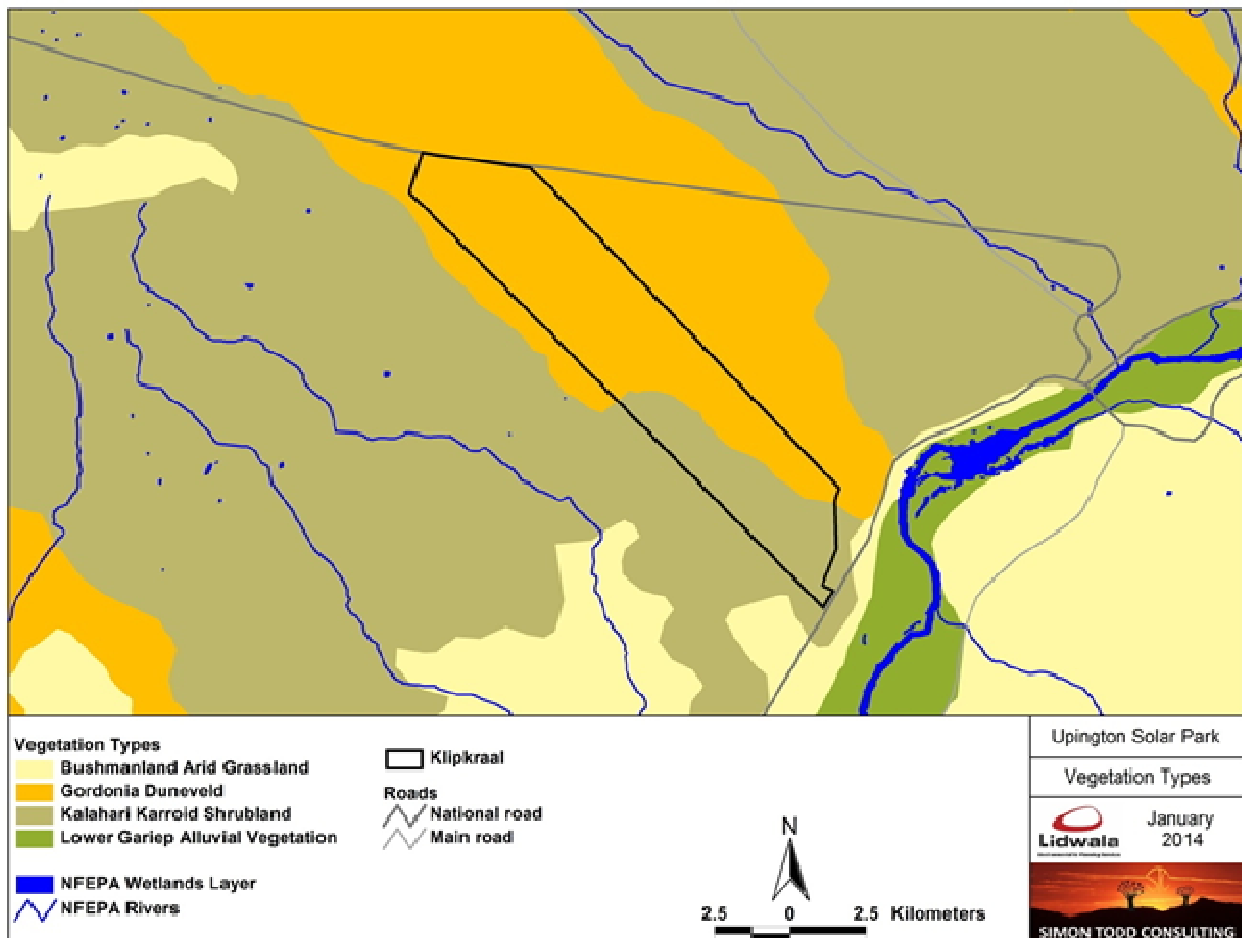 Vegetation Types
Bushmanland Arid Grassland
Gordonia Duneveld
Kalahari Karroid Shrubland
Lower Gariep Alluvial Vegetation
NFEPA Wetlands Layer
NFEPA Rivers
Klipkraal
Roads
National road
Main road
N
2.5 0 2.5 Kilometers
Upington Solar Park
Vegetation Types
Lidwala
January
2014
SIMON TODD CONSULTING